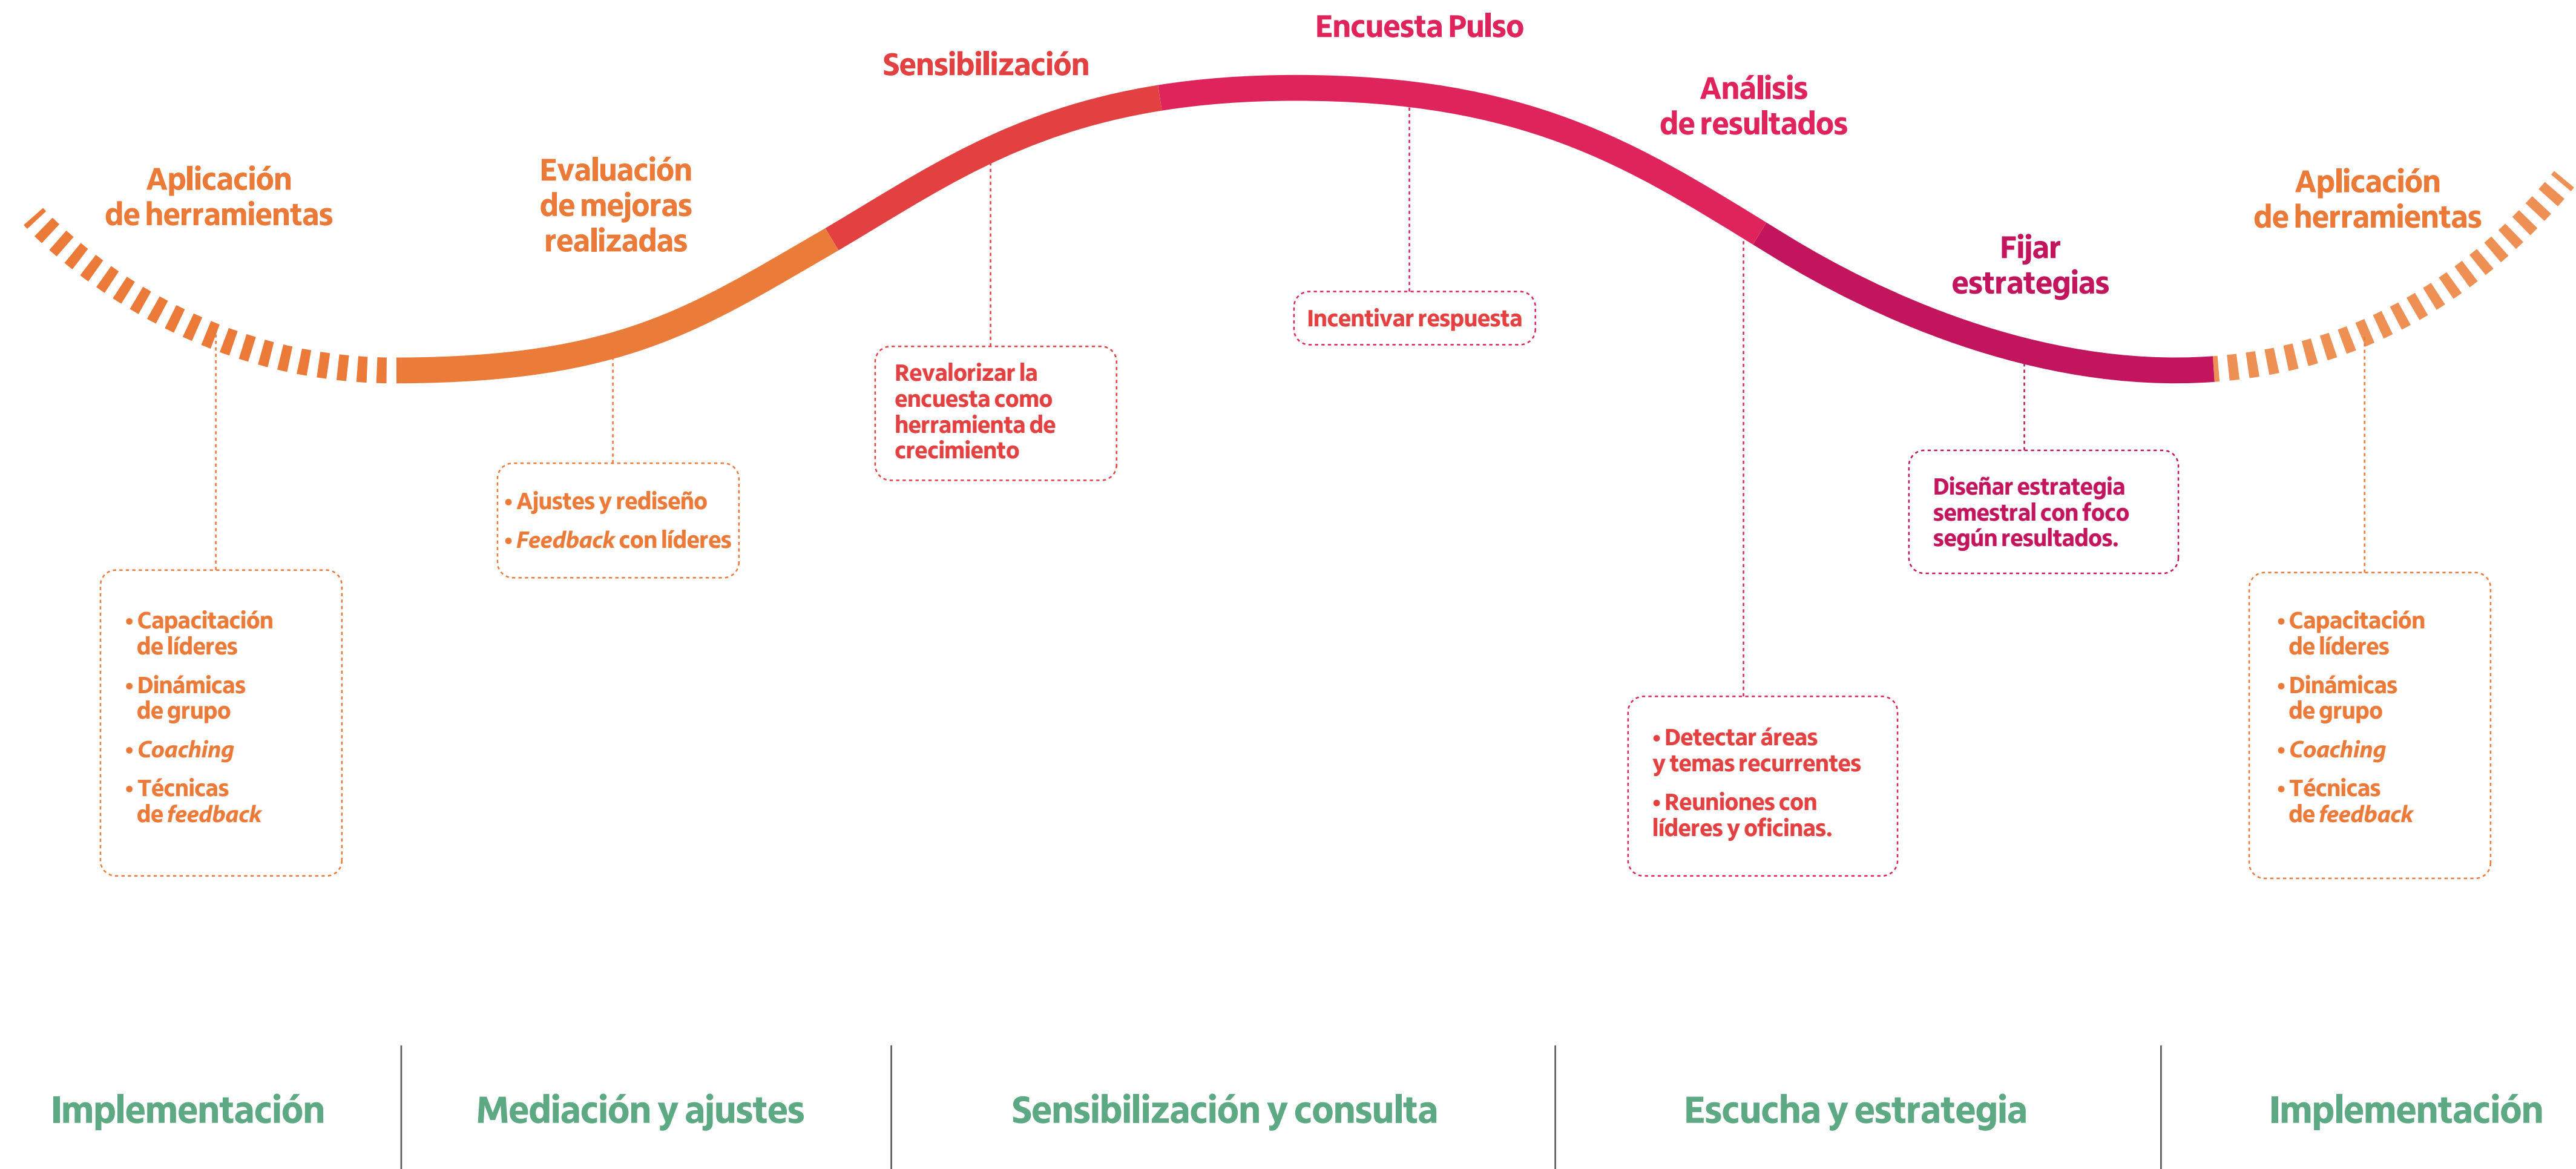 Encuesta Pulso
Sensibilización
Análisis
de resultados
Aplicación
de herramientas
Evaluación
de mejoras
realizadas
Fijar
estrategias
Aplicación
de herramientas
Incentivar respuesta
Revalorizar la
encuesta como
herramienta de
crecimiento
• Ajustes y rediseño
• Feedback con líderes
Diseñar estrategia
semestral con foco
según resultados.
• Capacitación
de líderes
• Dinámicas
de grupo
• Coaching
• Técnicas
de feedback
• Detectar áreas
y temas recurrentes
• Reuniones con
líderes y oficinas.
• Capacitación
de líderes
• Dinámicas
de grupo
• Coaching
• Técnicas
de feedback
Implementación
Mediación y ajustes
Sensibilización y consulta
Escucha y estrategia
Implementación